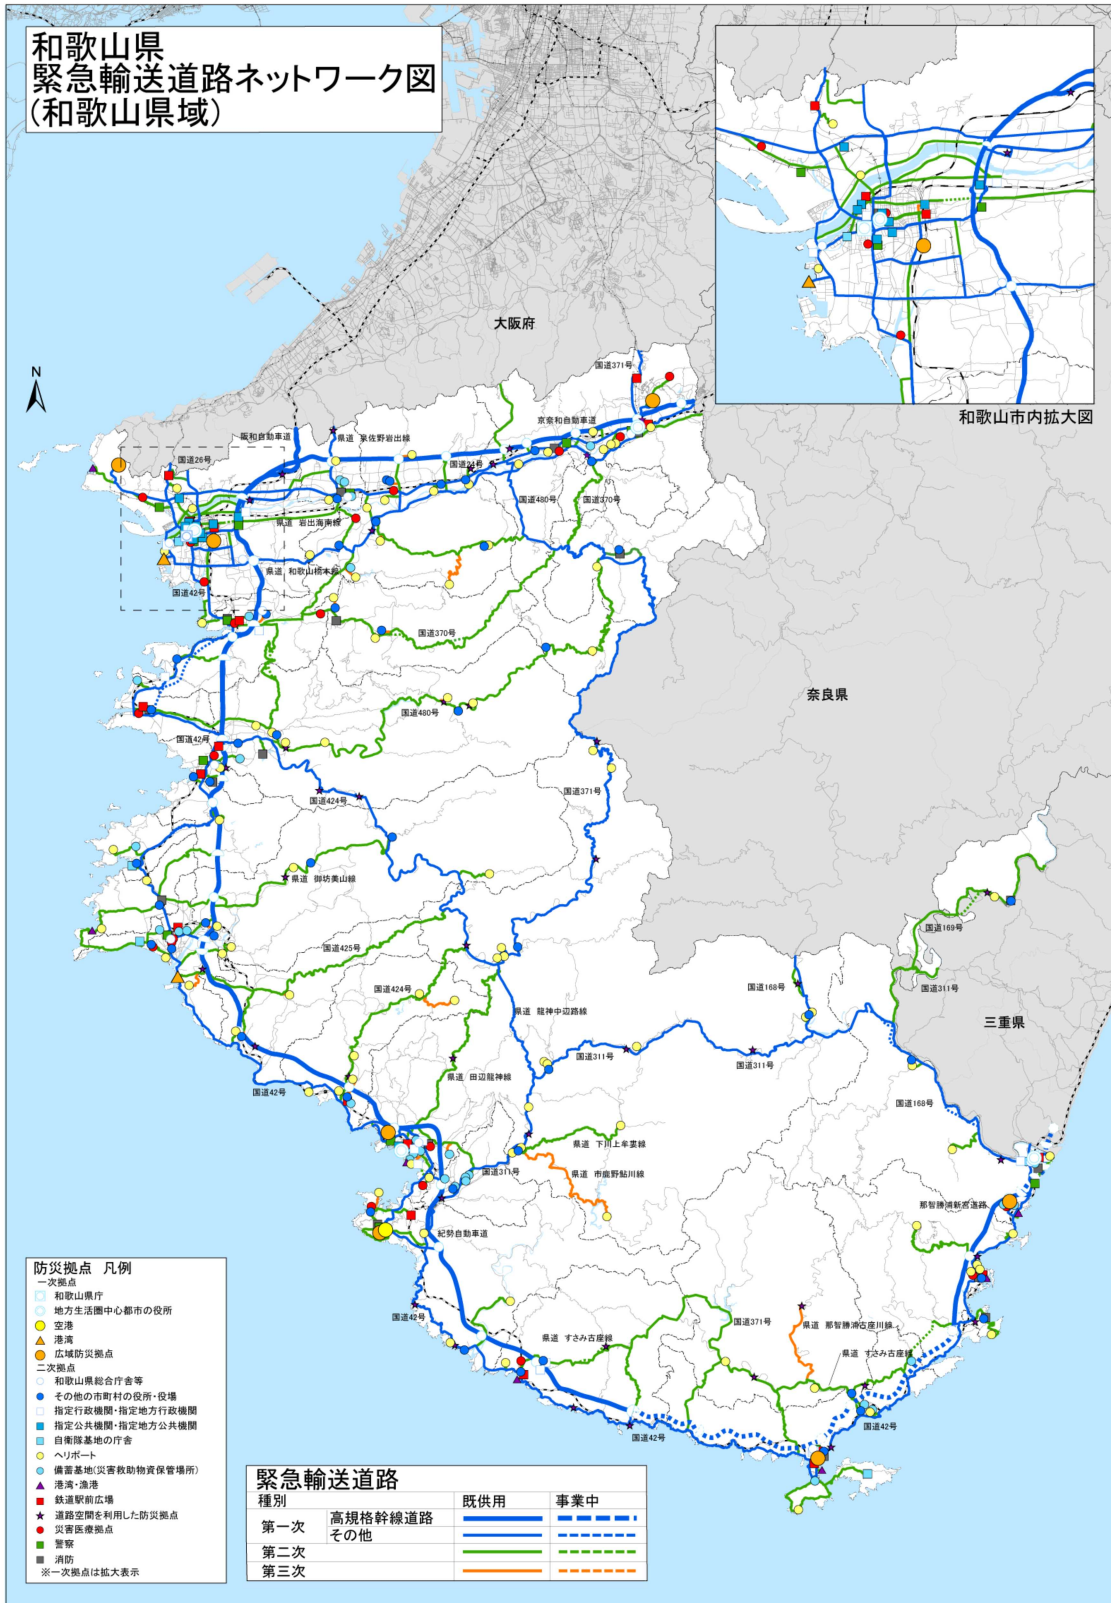 和歌山県
緊急輸送道路ネットワーク図
(和歌山県域)
和歌山市内拡大図
N
大阪府
国道371号
京奈和自動車道
阪和自動車道
県道 泉佐野岩出線
国道26号
国道24号
国道480号
国道370号
県道 岩出海南線
県道 和歌山橋本線
国道42号
国道370号
奈良県
国道480号
国道42号
国道371号
国道424号
県道 御坊美山線
国道169号
国道425号
国道311号
国道424号
国道168号
県道 龍神中辺路線
三重県
国道311号
国道311号
県道 田辺龍神線
国道42号
国道168号
県道 下川上牟婁線
国道311号
県道 市鹿野鮎川線
那智勝浦新宮道路
紀勢自動車道
国道42号
国道371号
県道 那智勝浦古座川線
県道 すさみ古座線
県道 すさみ古座線
国道42号
国道42号
防災拠点 凡例
一次拠点
和歌山県庁
地方生活圏中心都市の役所
空港
港湾
広域防災拠点
二次拠点
和歌山県総合庁舎等
その他の市町村の役所・役場
指定行政機関・指定地方行政機関
指定公共機関・指定地方公共機関
自衛隊基地の庁舎
ヘリポート
備蓄基地(災害救助物資保管場所)
港湾・漁港
鉄道駅前広場
道路空間を利用した防災拠点
災害医療拠点
警察
消防
※一次拠点は拡大表示
緊急輸送道路
種別 既供用 事業中
第一次 高規格幹線道路
その他
第二次
第三次